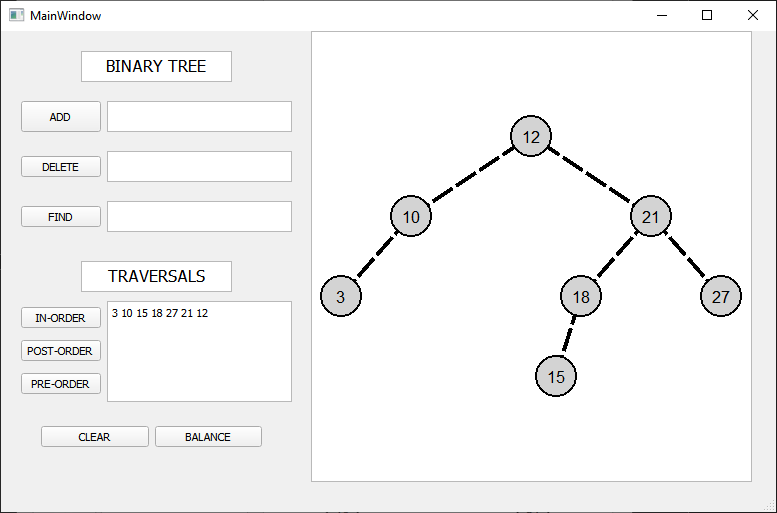 MainWindow
BINARY TREE
ADD
DELETE
FIND
TRAVERSALS
IN-ORDER
3 10 15 18 27 21 12
POST-ORDER
PRE-ORDER
CLEAR
BALANCE
12
10
21
3
18
27
15